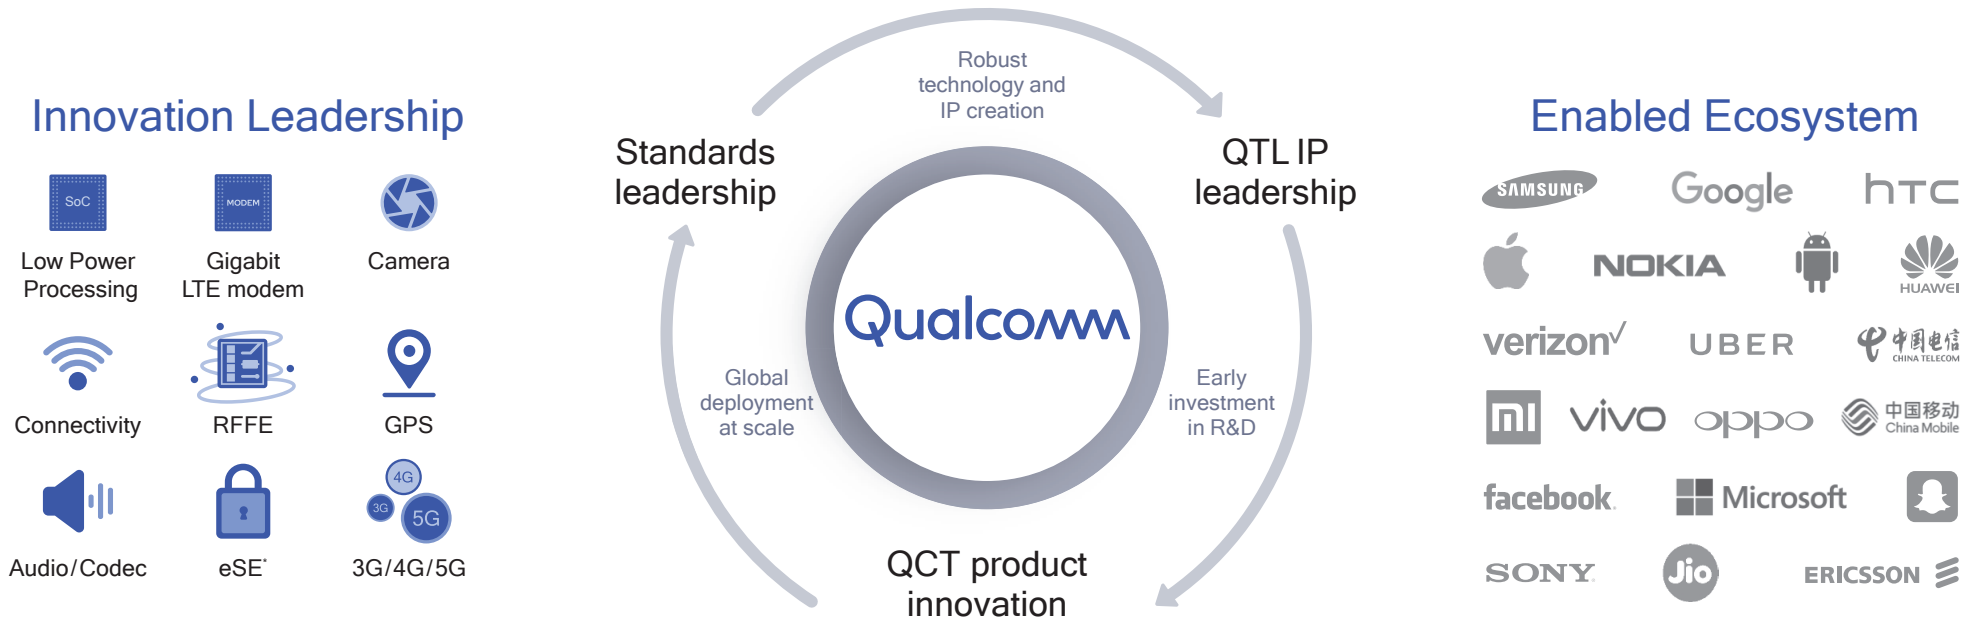 Innovation Leadership
SoC
MODEM
Low Power
Processing
Gigabit
LTE modem
Camera
Connectivity
RFFE
GPS
4G
3G
5G
Audio/Codec
eSE*
3G/4G/5G
Robust
technology and
IP creation
Standards
leadership
QTL IP
leadership
Qualcomm
Global
deployment
at scale
Early
investment
in R&D
QCT product
innovation
Enabled Ecosystem
SAMSUNG
Google
hTC
NOKIA
HUAWEI
verizon✓
UBER
中国电信
CHINA TELECOM
mi
vivo
oppo
中国移动
China Mobile
facebook.
Microsoft
SONY
Jio
ERICSSON